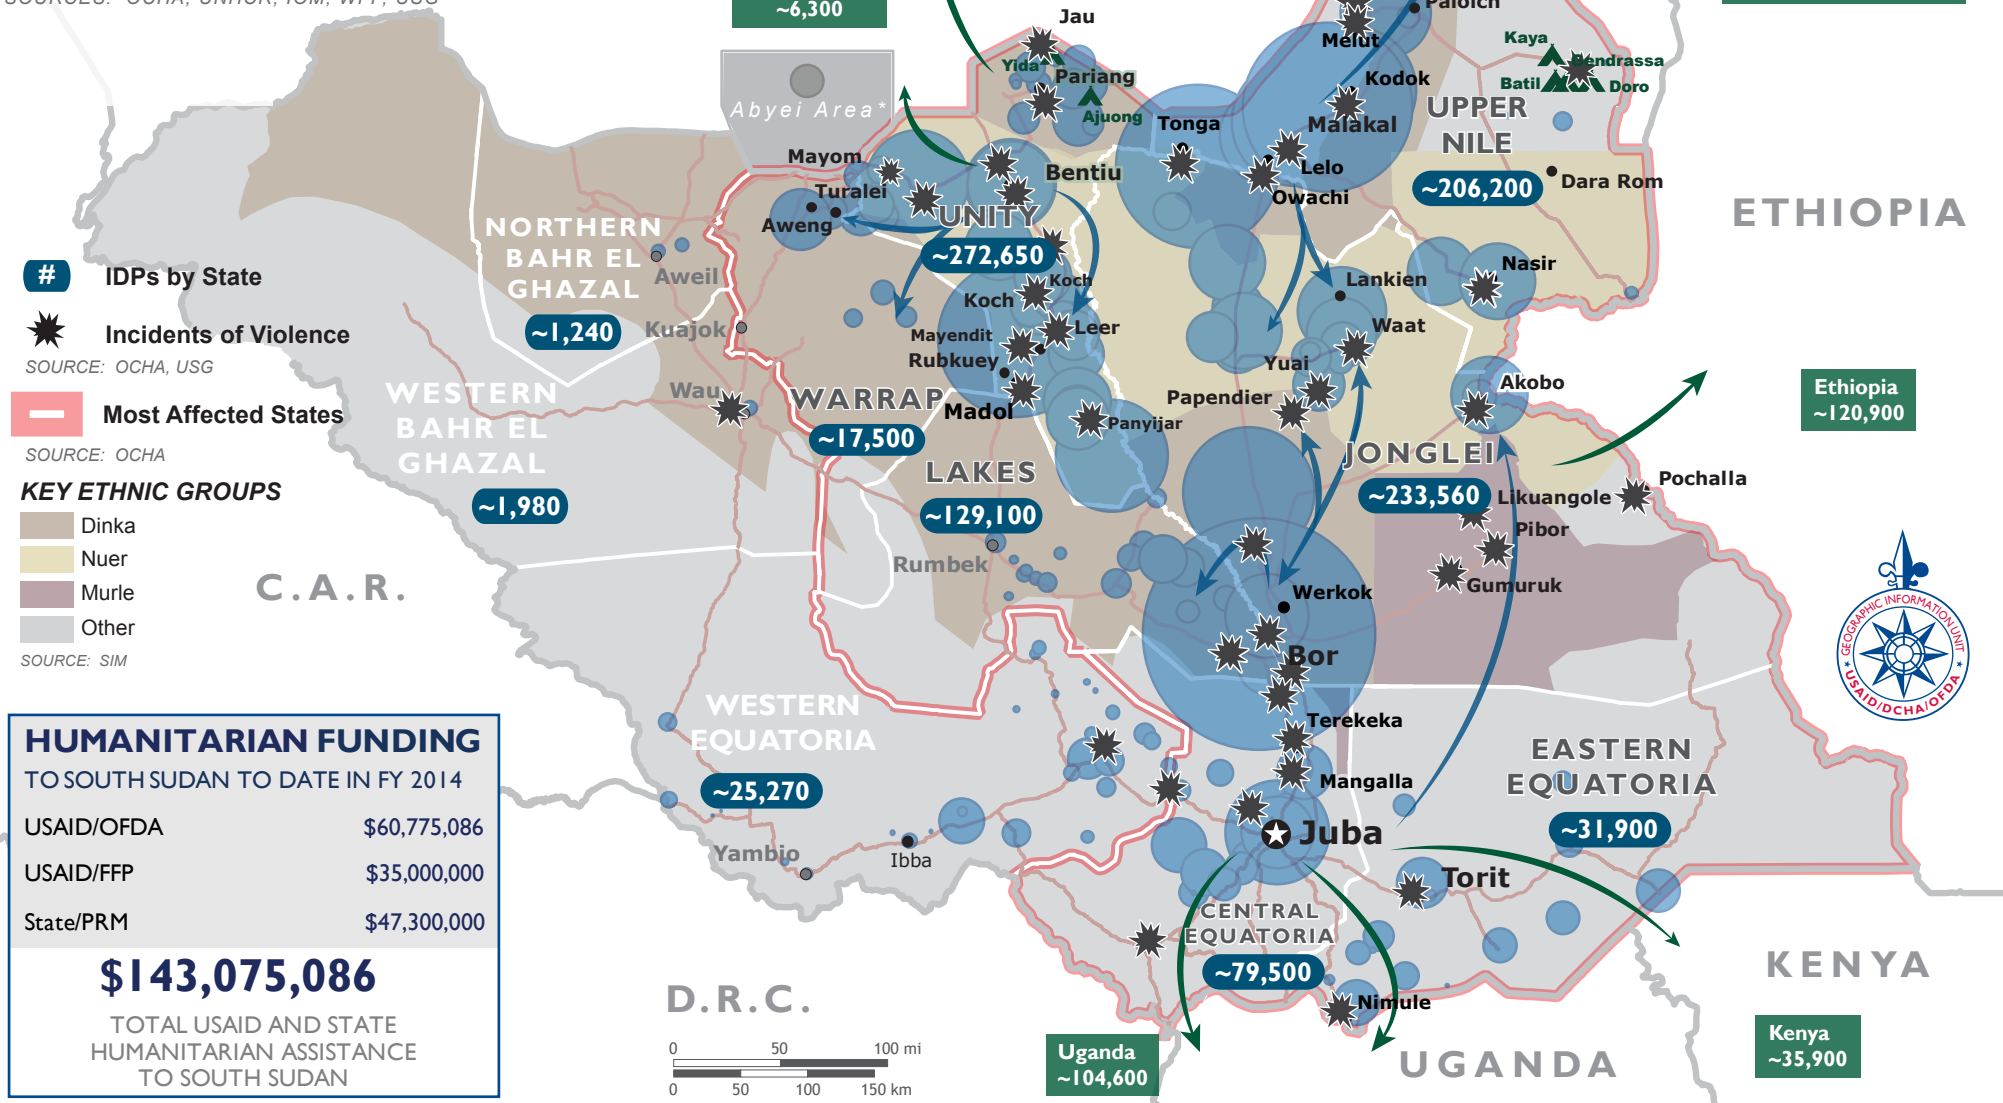 SOURCES: OCHA, UNHCR, IOM, WFP, USG
~6,300
Jau
Paloich
Melut
Kaya
Gendrassa
Batil
Doro
Yida
Pariang
Ajuong
Kodok
Abyei Area*
Tonga
Malakal
UPPER
NILE
~206,200
Dara Rom
Mayom
Bentiu
Lelo
Owachi
Turalei
Aweng
UNITY
~272,650
ETHIOPIA
NORTHERN
BAHR EL
GHAZAL
~1,240
Aweil
Kuajok
Koch
Koch
Lankien
Nasir
Leer
Waat
Mayendit
Rubkuey
Yuai
Akobo
Papendier
Madol
Panyijar
# IDPs by State
Incidents of Violence
SOURCE: OCHA, USG
Most Affected States
SOURCE: OCHA
KEY ETHNIC GROUPS
Dinka
Nuer
Murle
Other
SOURCE: SIM
WESTERN
BAHR EL
GHAZAL
~1,980
Wau
WARRAP
~17,500
LAKES
~129,100
Rumbek
JONGLEI
~233,560
Likuangole
Pochalla
Pibor
Gumuruk
Ethiopia
~120,900
C.A.R.
Werkok
Bor
Terekeka
Mangalla
WESTERN
EQUATORIA
~25,270
Yambio
Ibba
Juba
EASTERN
EQUATORIA
~31,900
Torit
CENTRAL
EQUATORIA
~79,500
Nimule
GEOGRAPHIC INFORMATION UNIT
USAID/DCHA/OFDA
HUMANITARIAN FUNDING
TO SOUTH SUDAN TO DATE IN FY 2014
USAID/OFDA $60,775,086
USAID/FFP $35,000,000
State/PRM $47,300,000
$143,075,086
TOTAL USAID AND STATE
HUMANITARIAN ASSISTANCE
TO SOUTH SUDAN
D.R.C.
0 50 100 mi
0 50 100 150 km
Uganda
~104,600
UGANDA
KENYA
Kenya
~35,900